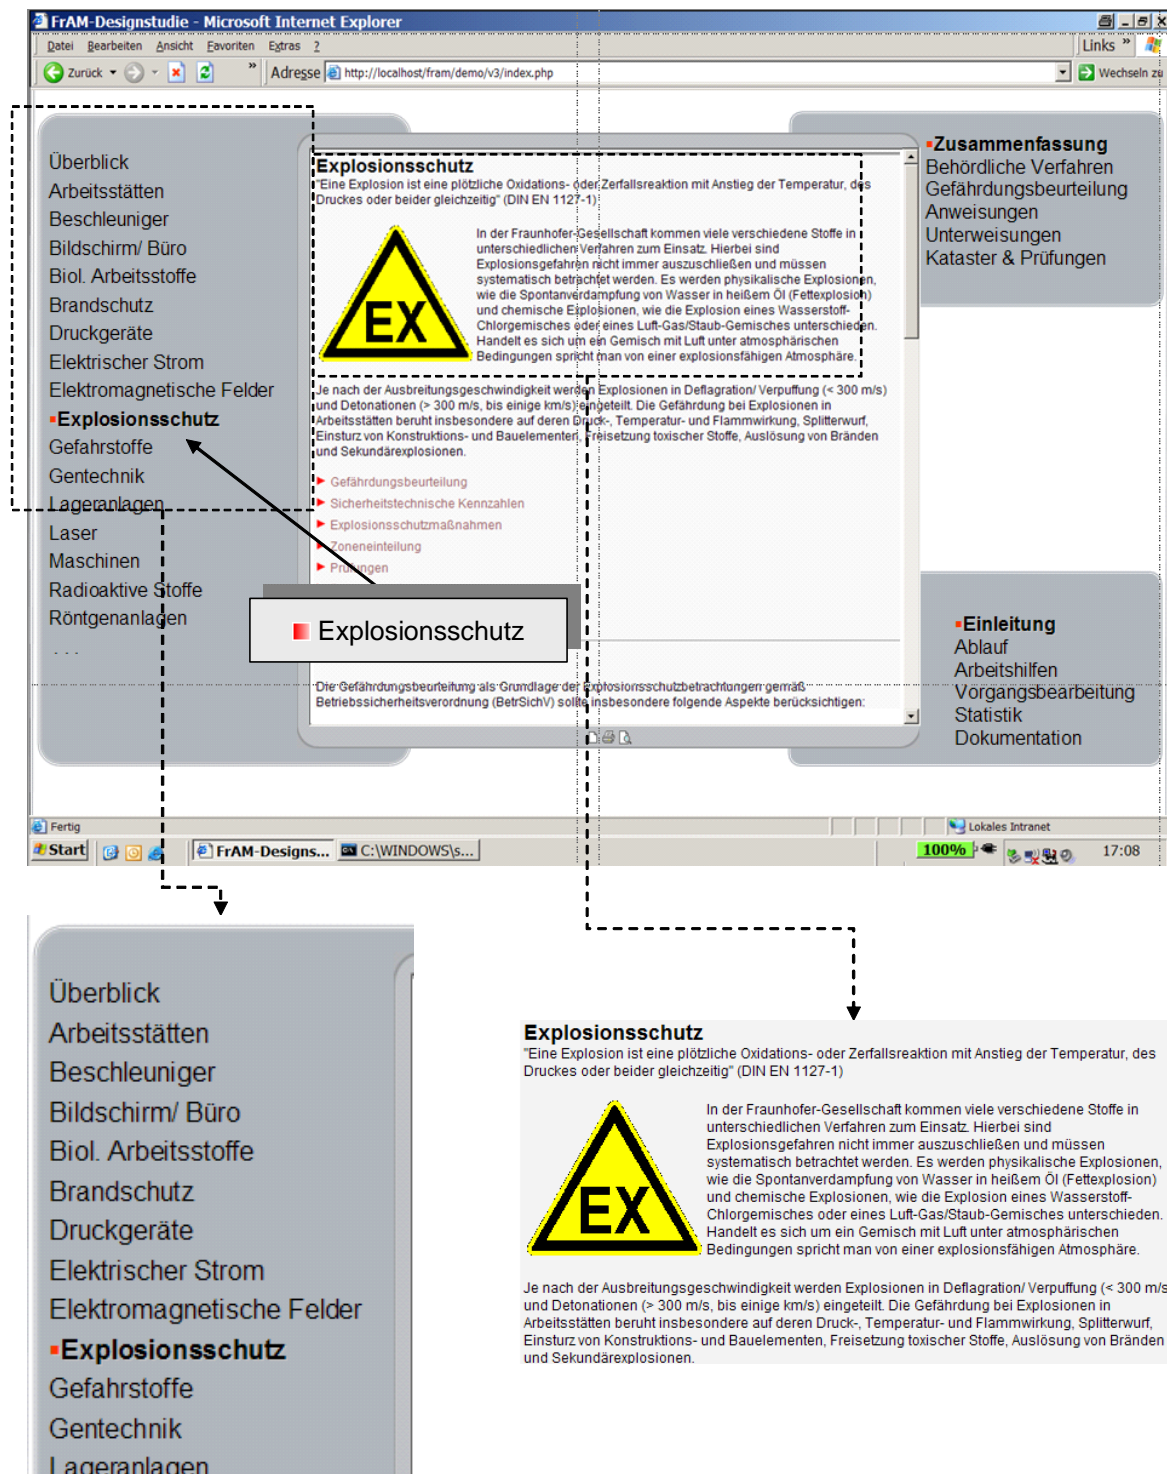 FrAM-Designstudie - Microsoft Internet Explorer
Datei Bearbeiten Ansicht Favoriten Extras ?
Links »
Zurück
»
Adresse http://localhost/fram/demo/v3/index.php
Wechseln zu
Überblick
Arbeitsstätten
Beschleuniger
Bildschirm/ Büro
Biol. Arbeitsstoffe
Brandschutz
Druckgeräte
Elektrischer Strom
Elektromagnetische Felder
Explosionsschutz
Gefahrstoffe
Gentechnik
Lageranlagen
Laser
Maschinen
Radioaktive Stoffe
Röntgenanlagen
. . .
Explosionsschutz
"Eine Explosion ist eine plötzliche Oxidations- oder Zerfallsreaktion mit Anstieg der Temperatur, des
Druckes oder beider gleichzeitig" (DIN EN 1127-1)
EX
In der Fraunhofer-Gesellschaft kommen viele verschiedene Stoffe in
unterschiedlichen Verfahren zum Einsatz. Hierbei sind
Explosionsgefahren nicht immer auszuschließen und müssen
systematisch betrachtet werden. Es werden physikalische Explosionen,
wie die Spontanverdampfung von Wasser in heißem Öl (Fettexplosion)
und chemische Explosionen, wie die Explosion eines Wasserstoff-
Chlorgemisches oder eines Luft-Gas/Staub-Gemisches unterschieden.
Handelt es sich um ein Gemisch mit Luft unter atmosphärischen
Bedingungen spricht man von einer explosionsfähigen Atmosphäre.
Je nach der Ausbreitungsgeschwindigkeit werden Explosionen in Deflagration/ Verpuffung (< 300 m/s)
und Detonationen (> 300 m/s, bis einige km/s) eingeteilt. Die Gefährdung bei Explosionen in
Arbeitsstätten beruht insbesondere auf deren Druck-, Temperatur- und Flammwirkung, Splitterwurf,
Einsturz von Konstruktions- und Bauelementen, Freisetzung toxischer Stoffe, Auslösung von Bränden
und Sekundärexplosionen.
Gefährdungsbeurteilung
Sicherheitstechnische Kennzahlen
Explosionsschutzmaßnahmen
Zoneneinteilung
Prüfungen
Explosionsschutz
Die Gefährdungsbeurteilung als Grundlage der Explosionsschutzbetrachtungen gemäß
Betriebssicherheitsverordnung (BetrSichV) sollte insbesondere folgende Aspekte berücksichtigen:
Zusammenfassung
Behördliche Verfahren
Gefährdungsbeurteilung
Anweisungen
Unterweisungen
Kataster & Prüfungen
Einleitung
Ablauf
Arbeitshilfen
Vorgangsbearbeitung
Statistik
Dokumentation
Fertig
Lokales Intranet
Start
FrAM-Designs...
C:\WINDOWS\s...
100%
17:08
Überblick
Arbeitsstätten
Beschleuniger
Bildschirm/ Büro
Biol. Arbeitsstoffe
Brandschutz
Druckgeräte
Elektrischer Strom
Elektromagnetische Felder
Explosionsschutz
Gefahrstoffe
Gentechnik
Lageranlagen
Explosionsschutz
"Eine Explosion ist eine plötzliche Oxidations- oder Zerfallsreaktion mit Anstieg der Temperatur, des
Druckes oder beider gleichzeitig" (DIN EN 1127-1)
EX
In der Fraunhofer-Gesellschaft kommen viele verschiedene Stoffe in
unterschiedlichen Verfahren zum Einsatz. Hierbei sind
Explosionsgefahren nicht immer auszuschließen und müssen
systematisch betrachtet werden. Es werden physikalische Explosionen,
wie die Spontanverdampfung von Wasser in heißem Öl (Fettexplosion)
und chemische Explosionen, wie die Explosion eines Wasserstoff-
Chlorgemisches oder eines Luft-Gas/Staub-Gemisches unterschieden.
Handelt es sich um ein Gemisch mit Luft unter atmosphärischen
Bedingungen spricht man von einer explosionsfähigen Atmosphäre.
Je nach der Ausbreitungsgeschwindigkeit werden Explosionen in Deflagration/ Verpuffung (< 300 m/s
und Detonationen (> 300 m/s, bis einige km/s) eingeteilt. Die Gefährdung bei Explosionen in
Arbeitsstätten beruht insbesondere auf deren Druck-, Temperatur- und Flammwirkung, Splitterwurf,
Einsturz von Konstruktions- und Bauelementen, Freisetzung toxischer Stoffe, Auslösung von Bränden
und Sekundärexplosionen.